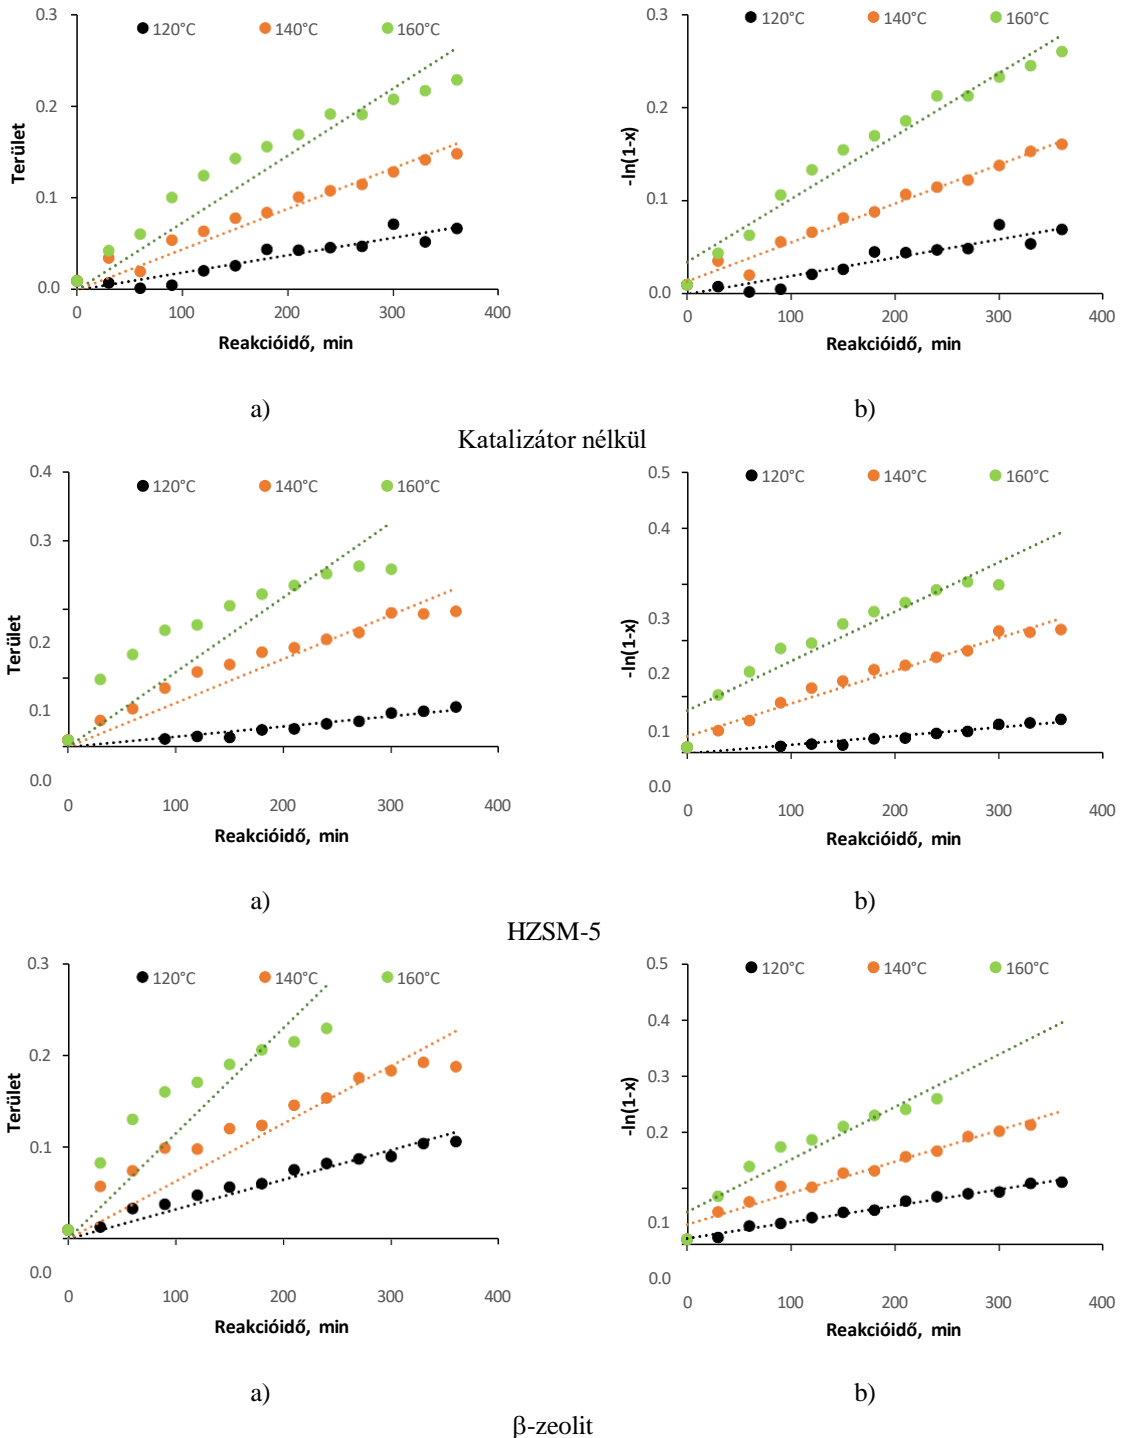 0.3
120°C 140°C 160°C
0.2
Terület
0.1
0.0
0 100 200 300 400
Reakcióidő, min
a)
0.3
120°C 140°C 160°C
0.2
-ln(1-x)
0.1
0.0
0 100 200 300 400
Reakcióidő, min
b)
Katalizátor nélkül
0.4
120°C 140°C 160°C
0.3
Terület
0.2
0.1
0.0
0 100 200 300 400
Reakcióidő, min
a)
0.5
120°C 140°C 160°C
0.4
0.3
-ln(1-x)
0.2
0.1
0.0
0 100 200 300 400
Reakcióidő, min
b)
HZSM-5
0.3
120°C 140°C 160°C
0.2
Terület
0.1
0.0
0 100 200 300 400
Reakcióidő, min
a)
0.5
120°C 140°C 160°C
0.4
0.3
-ln(1-x)
0.2
0.1
0.0
0 100 200 300 400
Reakcióidő, min
b)
β-zeolit